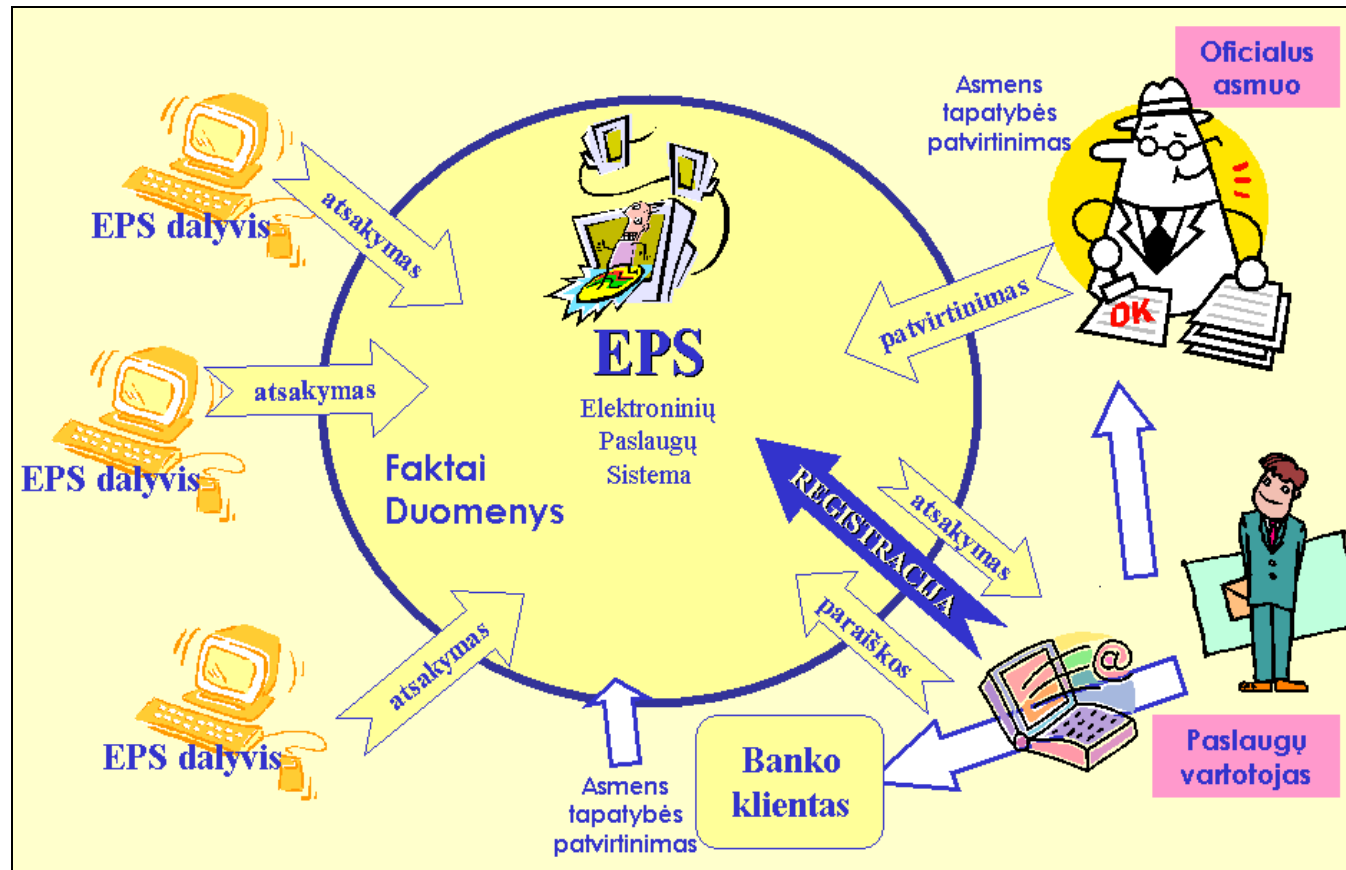 Oficialus
asmuo
Asmens
tapatybės
patvirtinimas
EPS dalyvis
atsakymas
patvirtinimas
OK
EPS
Elektroninių
Paslaugų
Sistema
EPS dalyvis
atsakymas
Faktai
Duomenys
REGISTRACIJA
atsakymas
paraiškos
@
EPS dalyvis
atsakymas
Asmens
tapatybės
patvirtinimas
Banko
klientas
Paslaugų
vartotojas